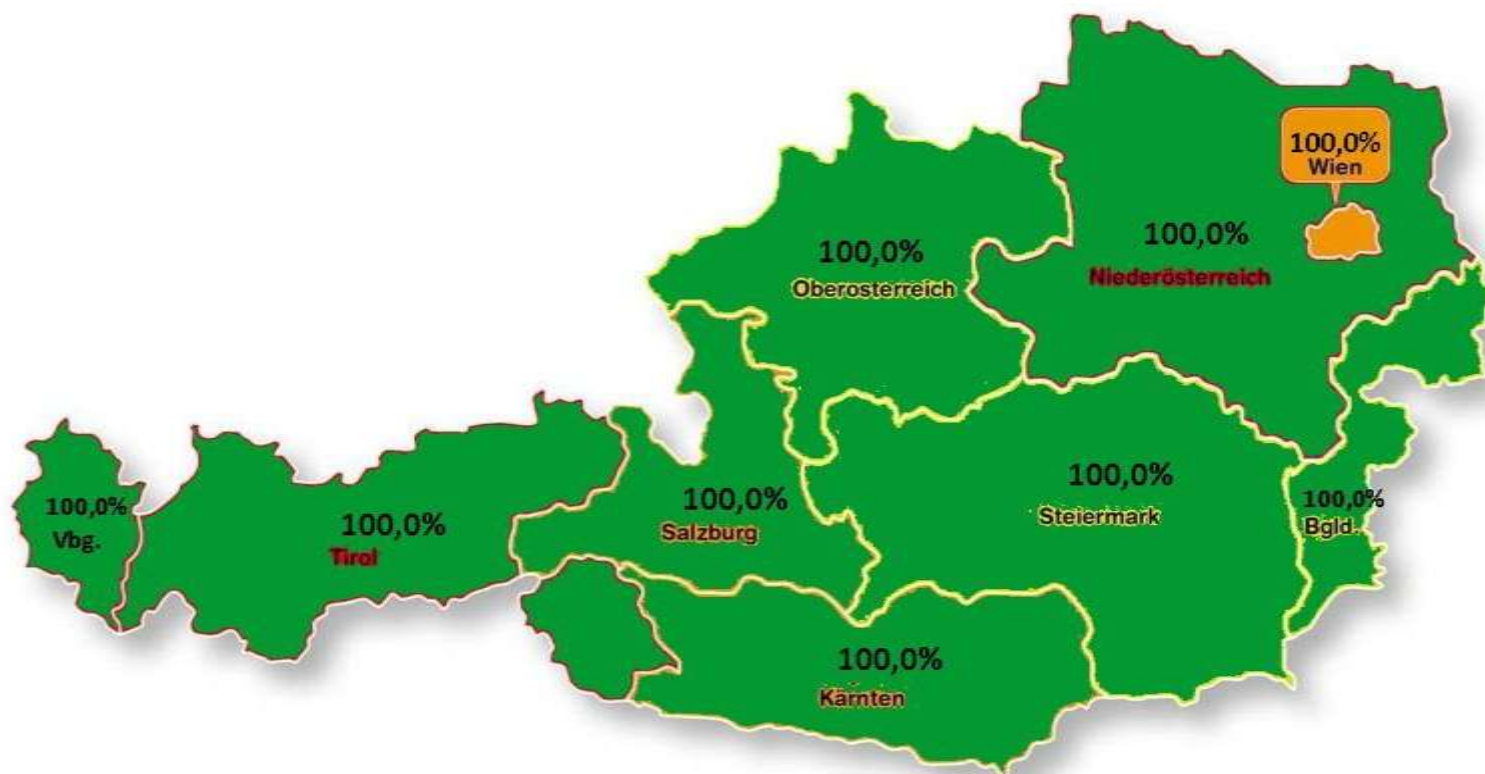 100,0%
Wien
100,0%
Niederösterreich
100,0%
Oberosterreich
100,0%
Vbg.
100,0%
Tirol
100,0%
Salzburg
100,0%
Steiermark
100,0%
Bgld.
100,0%
Kärnten